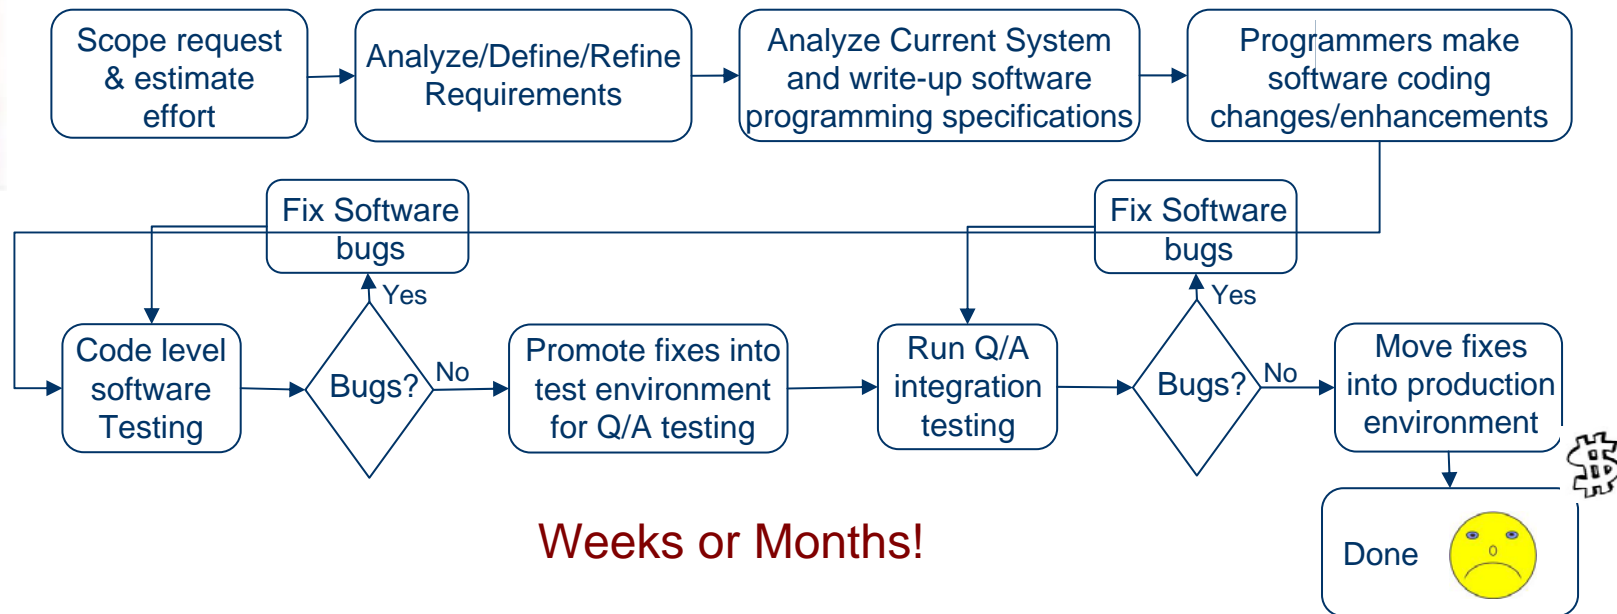 Scope request
& estimate
effort
Analyze/Define/Refine
Requirements
Analyze Current System
and write-up software
programming specifications
Programmers make
software coding
changes/enhancements
Fix Software
bugs
Yes
Fix Software
bugs
Yes
Code level
software
Testing
Bugs?
No
Promote fixes into
test environment
for Q/A testing
Run Q/A
integration
testing
Bugs?
No
Move fixes
into production
environment
$
Weeks or Months!
Done